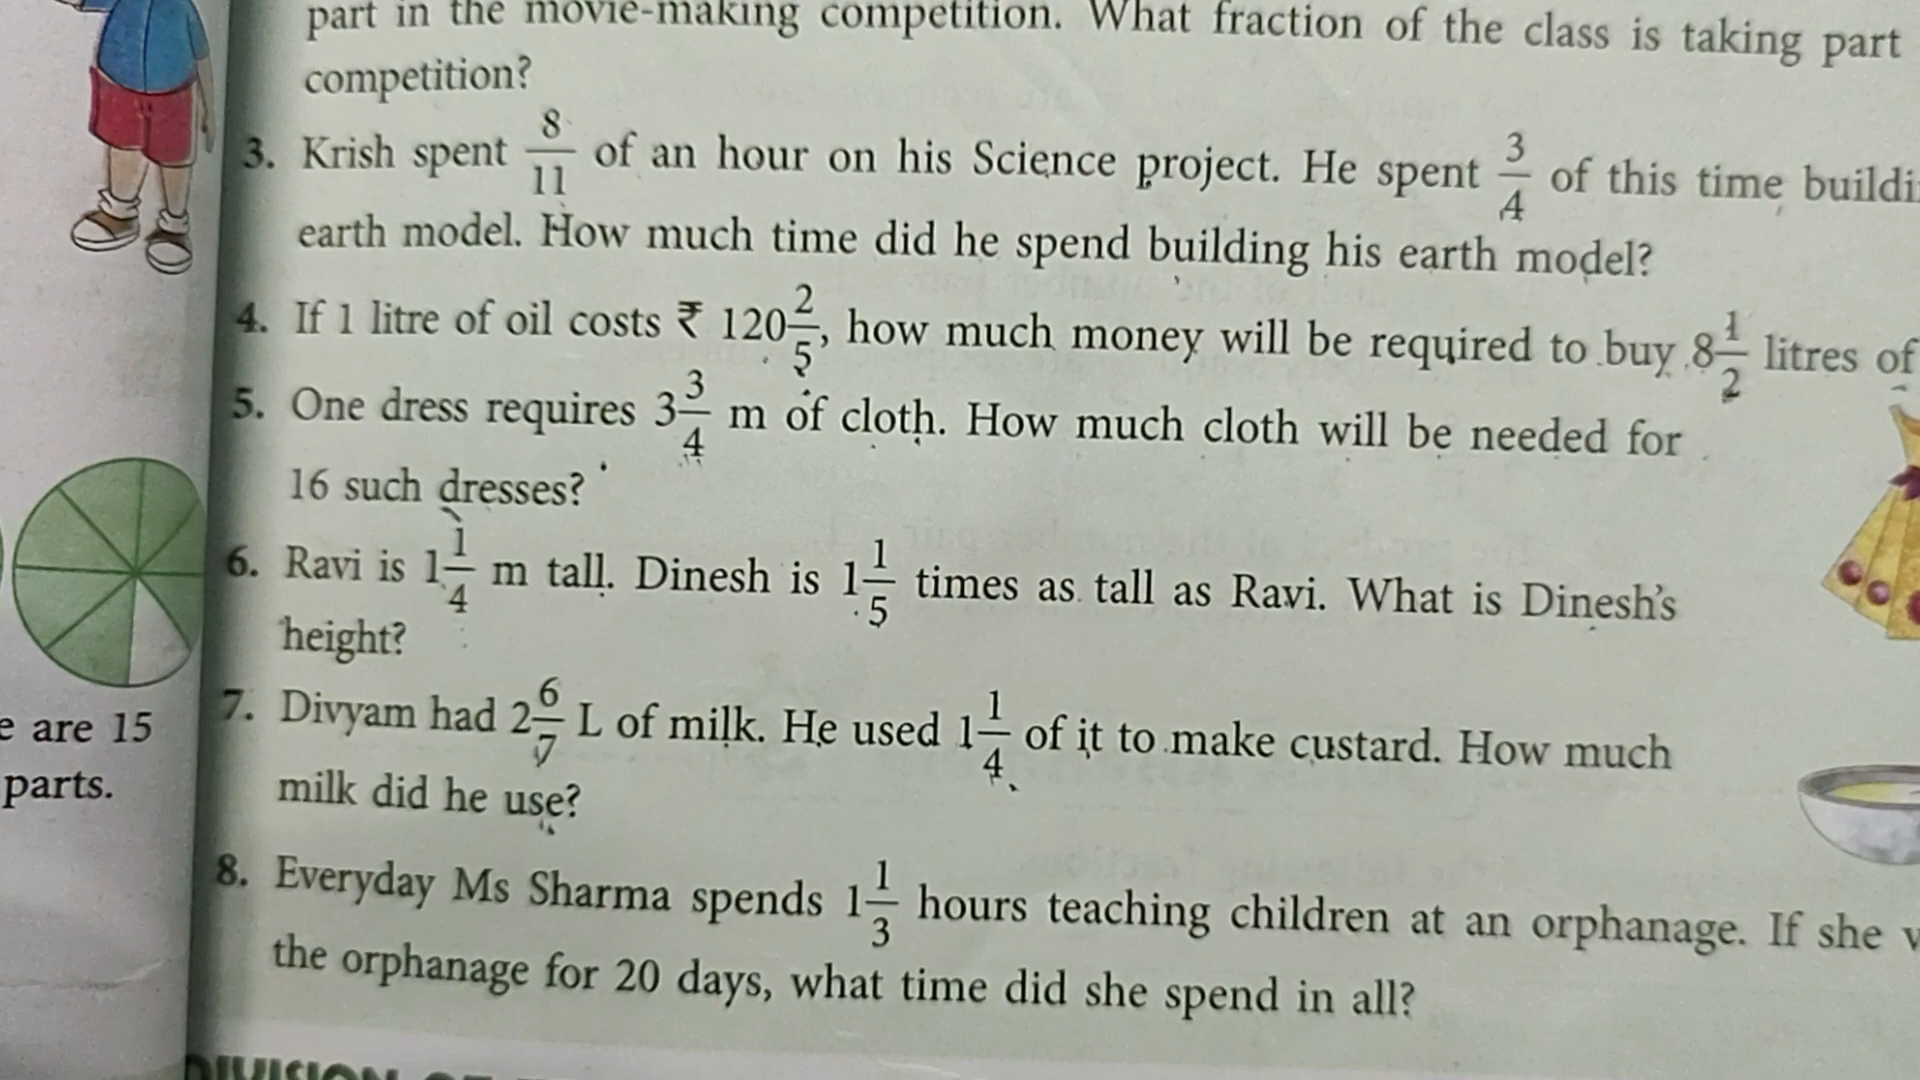 part in the movie-making competition. What fraction of the class is taking part
competition?
3. Krish spent 8/11 of an hour on his Science project. He spent 3/4 of this time buildi
earth model. How much time did he spend building his earth model?
4. If 1 litre of oil costs ₹ 120 2/5, how much money will be required to buy 8 1/2 litres of
5. One dress requires 3 3/4 m of cloth. How much cloth will be needed for
16 such dresses?
6. Ravi is 1 1/4 m tall. Dinesh is 1 1/5 times as tall as Ravi. What is Dinesh's
height?
7. Divyam had 2 6/7 L of milk. He used 1 1/4 of it to make custard. How much
milk did he use?
8. Everyday Ms Sharma spends 1 1/3 hours teaching children at an orphanage. If she
the orphanage for 20 days, what time did she spend in all?
e are 15
parts.